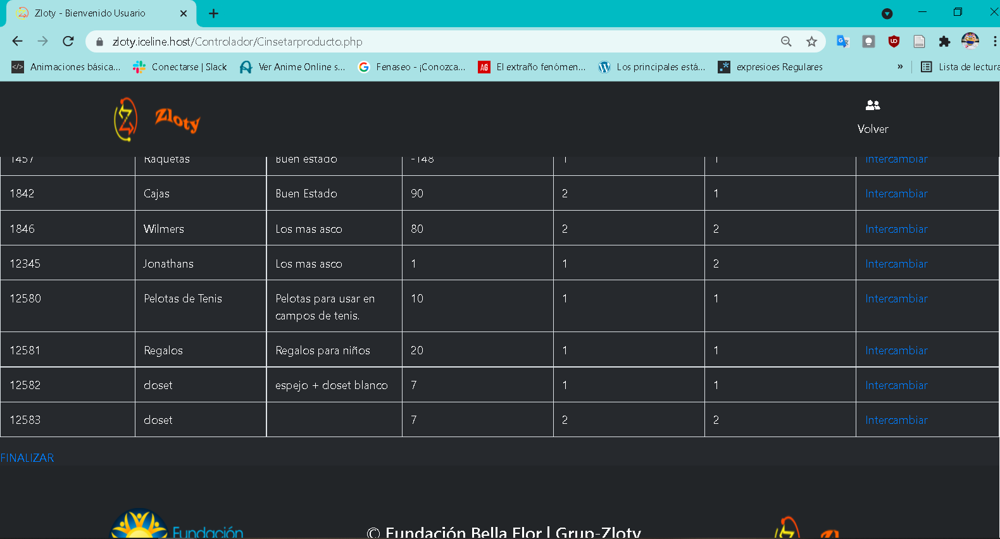 Zloty - Bienvenido Usuario
zloty.iceline.host/Controlador/Cinsetarproducto.php
Animaciones básica... Conectarse | Slack Ver Anime Online s... Fenaseo - ¡Conozca... AG El extraño fenómen... Los principales está... expresioes Regulares » Lista de lectura
Zloty
Volver
1457 Raquetas Buen estado -148 1 1 Intercambiar
1842 Cajas Buen Estado 90 2 1 Intercambiar
1846 Wilmers Los mas asco 80 2 2 Intercambiar
12345 Jonathans Los mas asco 1 1 2 Intercambiar
12580 Pelotas de Tenis Pelotas para usar en 10 1 1 Intercambiar
campos de tenis.
12581 Regalos Regalos para niños 20 1 1 Intercambiar
12582 closet espejo + closet blanco 7 1 1 Intercambiar
12583 closet 7 2 2 Intercambiar
FINALIZAR
Fundación © Fundación Bella Flor | Grup-Zloty